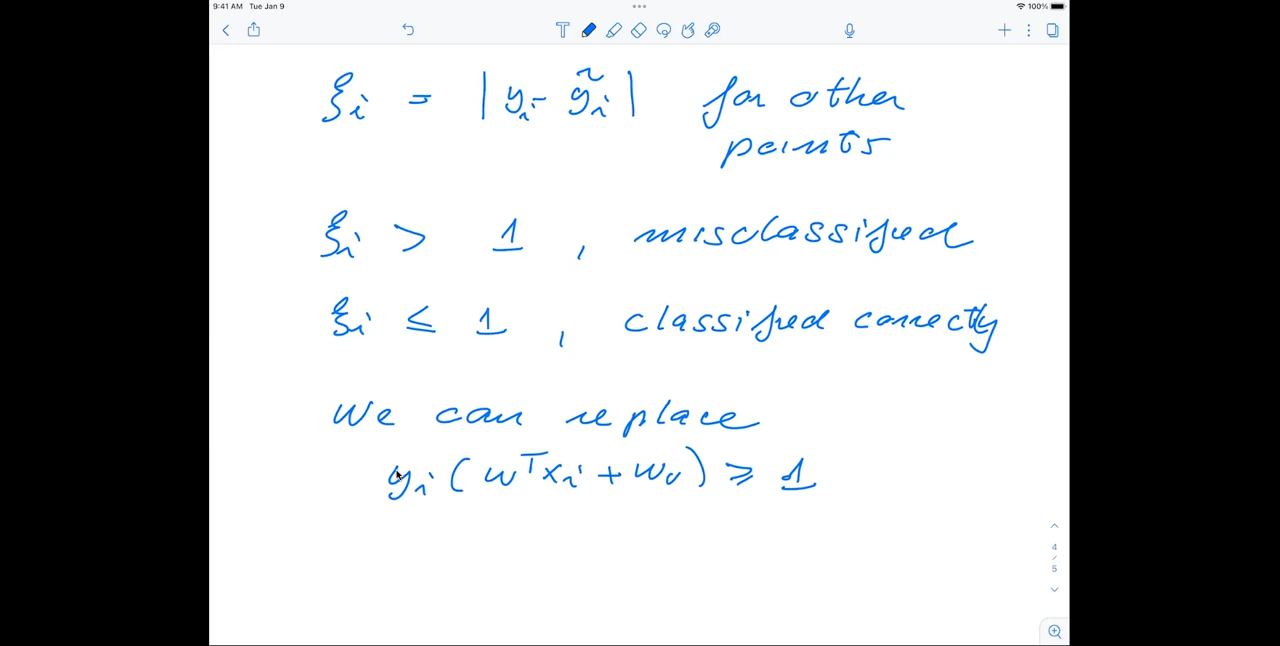 9:41 AM Tue Jan 9
100%
ξi = |yi - ỹi| for other
points
ξi > 1 , misclassified
ξi ≤ 1 , classified correctly
We can replace
yi (wᵀxi + w₀) ≥ 1
4
/
5